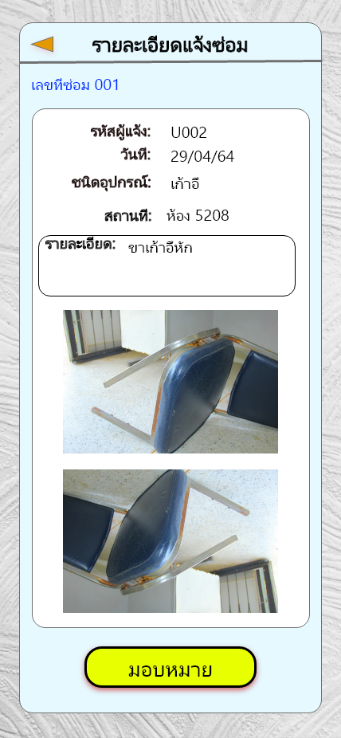 รายละเอียดแจ้งซ่อม
เลขที่ซ่อม 001
รหัสผู้แจ้ง: U002
วันที่: 29/04/64
ชนิดอุปกรณ์: เก้าอี้
สถานที่: ห้อง 5208
รายละเอียด: ขาเก้าอี้หัก
มอบหมาย